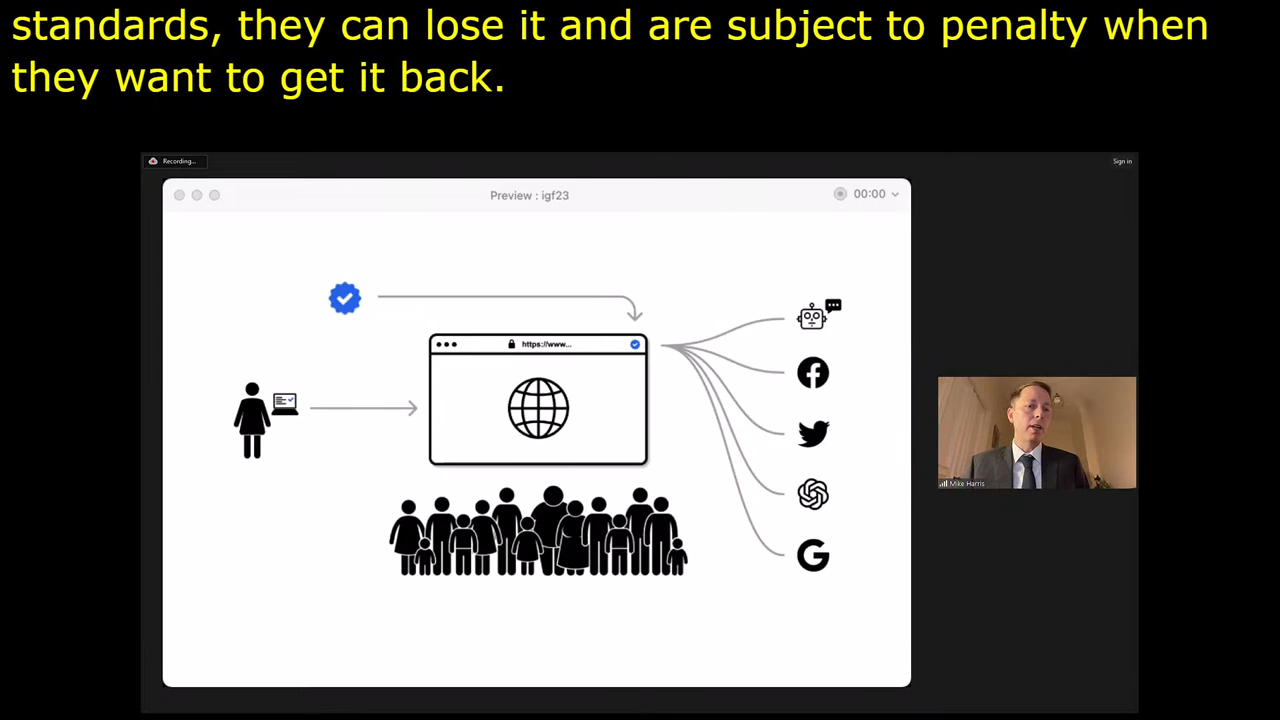 standards, they can lose it and are subject to penalty when
they want to get it back.
Recording...
Sign in
Preview : igf23
00:00
https://www...
Mike Harris